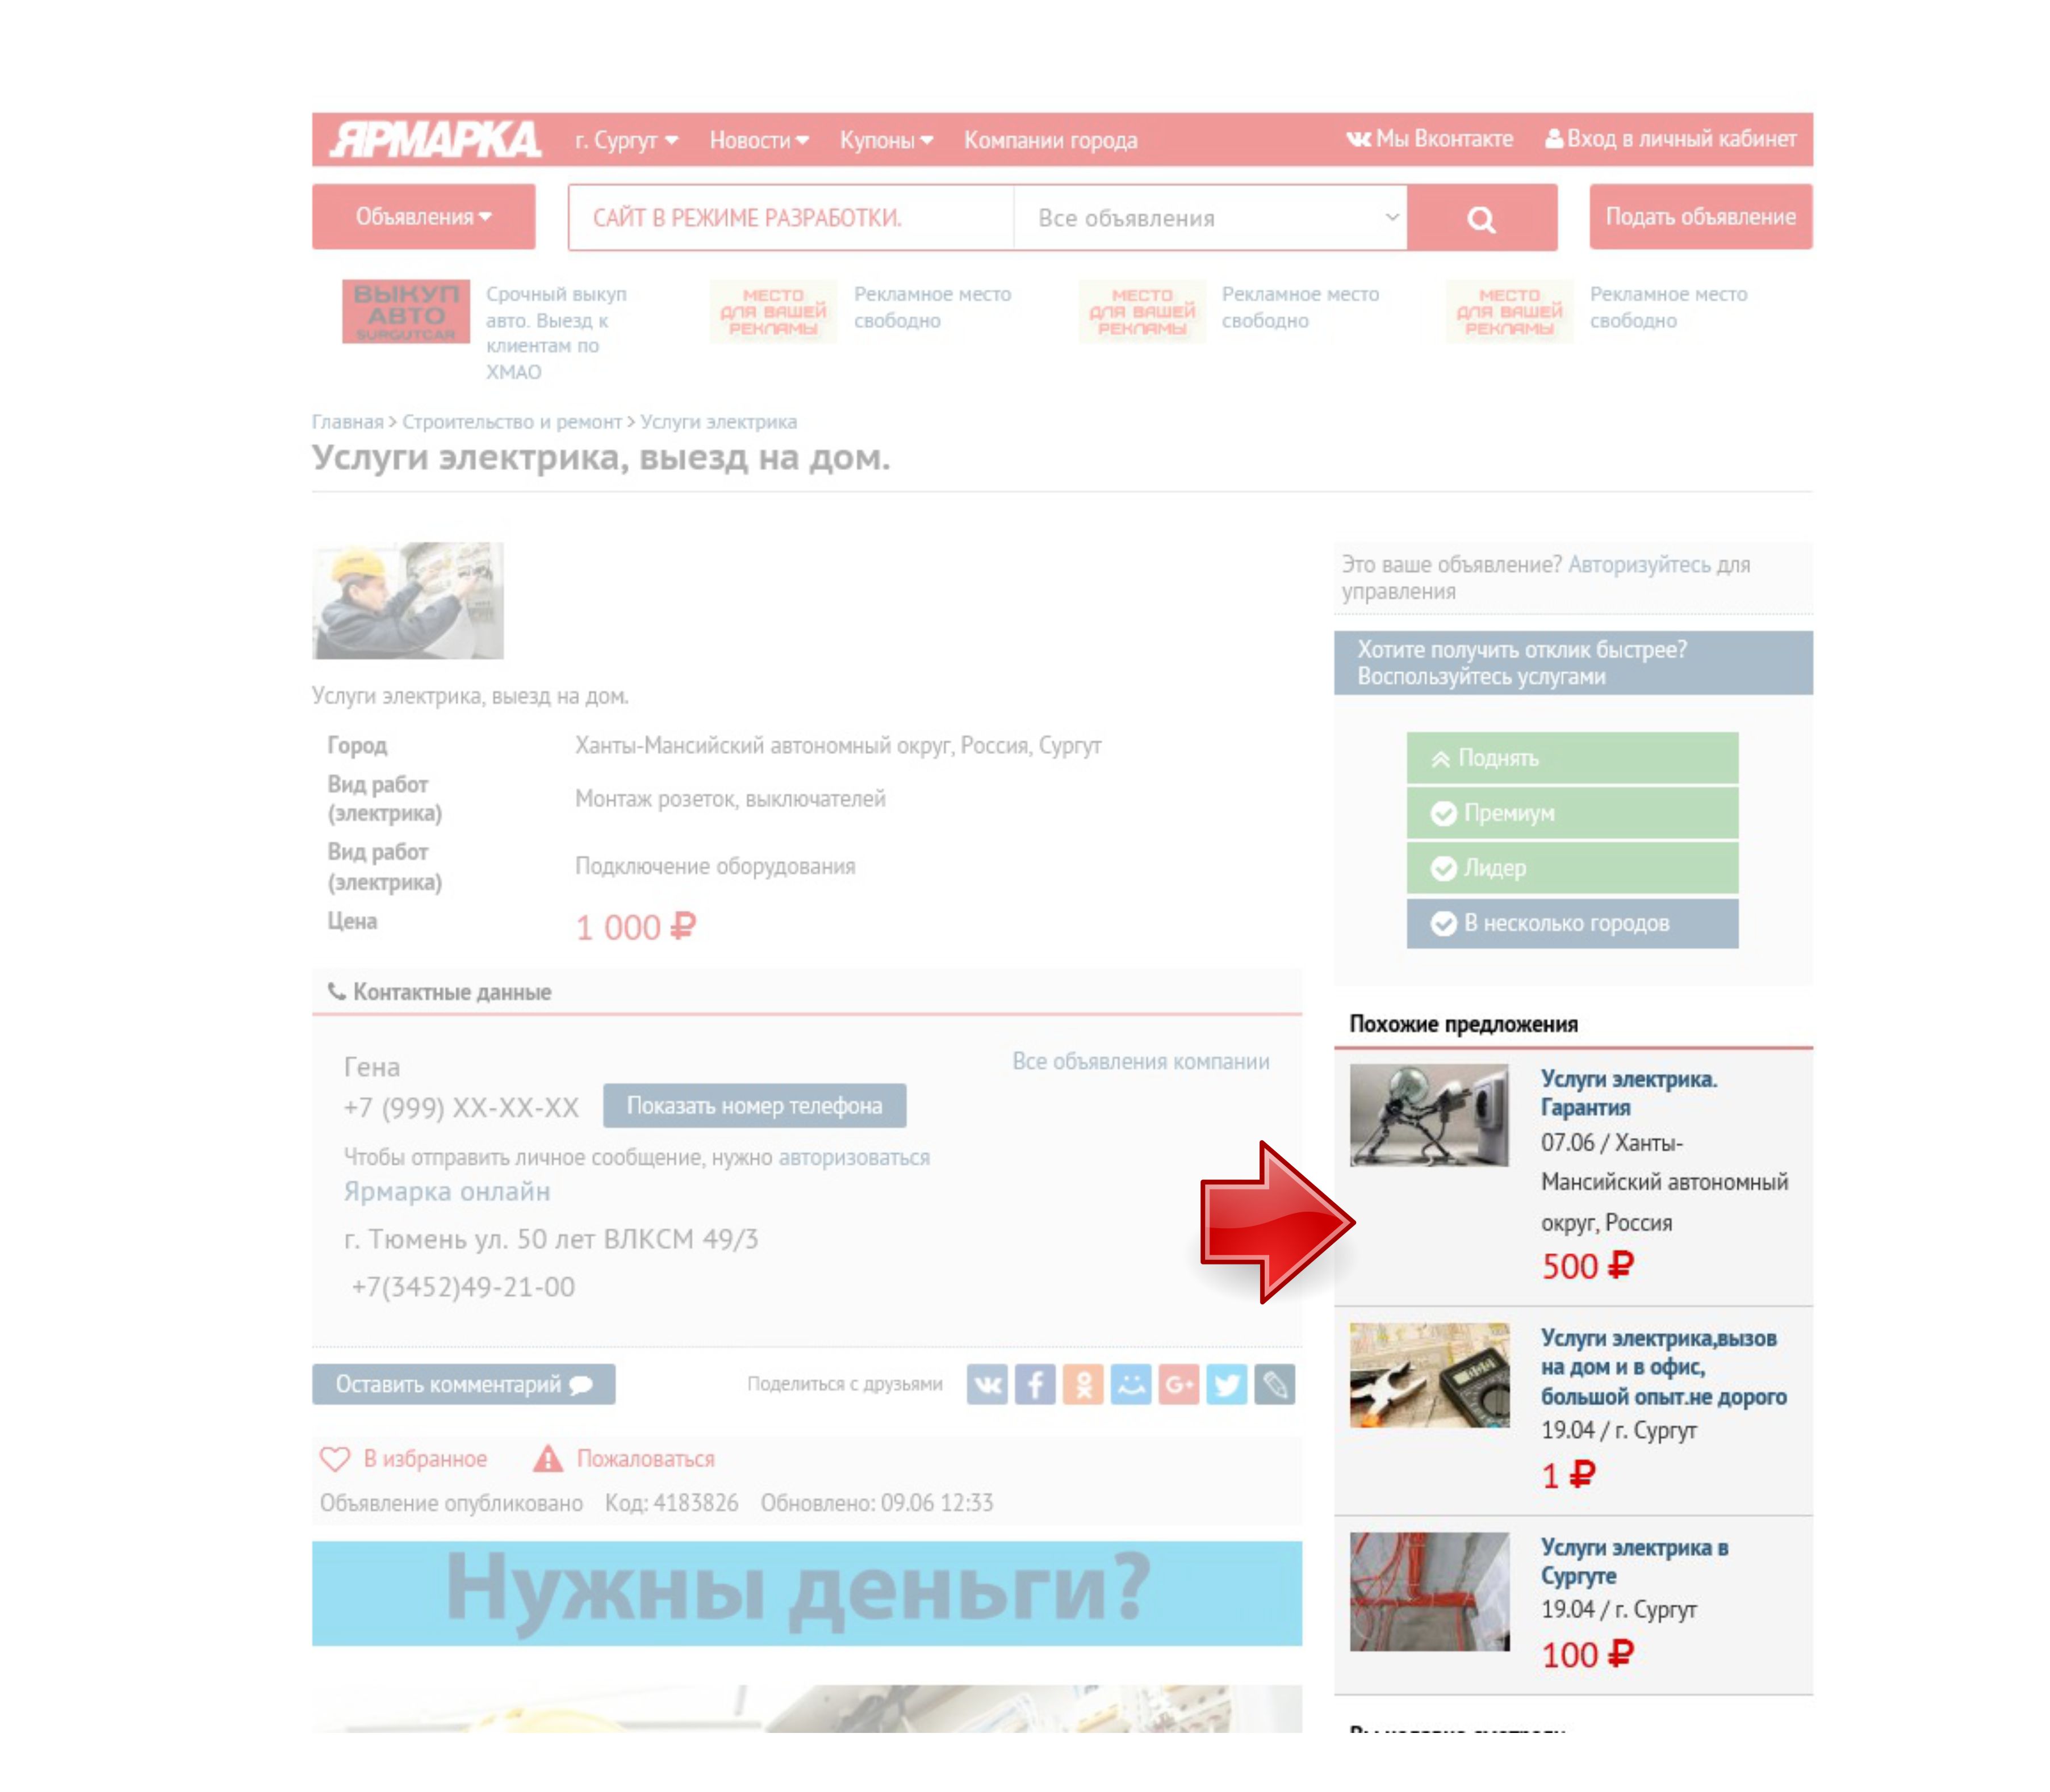 ЯРМАРКА г. Сургут Новости Купоны Компании города Мы Вконтакте Вход в личный кабинет
Объявления САЙТ В РЕЖИМЕ РАЗРАБОТКИ. Все объявления Подать объявление
ВЫКУП
АВТО
SURGUTCAR
Срочный выкуп
авто. Выезд к
клиентам по
ХМАО
МЕСТО
ДЛЯ ВАШЕЙ
РЕКЛАМЫ
Рекламное место
свободно
МЕСТО
ДЛЯ ВАШЕЙ
РЕКЛАМЫ
Рекламное место
свободно
МЕСТО
ДЛЯ ВАШЕЙ
РЕКЛАМЫ
Рекламное место
свободно
Главная > Строительство и ремонт > Услуги электрика
Услуги электрика, выезд на дом.
Услуги электрика, выезд на дом.
Город Ханты-Мансийский автономный округ, Россия, Сургут
Вид работ
(электрика)
Монтаж розеток, выключателей
Вид работ
(электрика)
Подключение оборудования
Цена 1 000 ₽
Контактные данные
Гена Все объявления компании
+7 (999) XX-XX-XX Показать номер телефона
Чтобы отправить личное сообщение, нужно авторизоваться
Ярмарка онлайн
г. Тюмень ул. 50 лет ВЛКСМ 49/3
+7(3452)49-21-00
Оставить комментарий Поделиться с друзьями f G+
В избранное Пожаловаться
Объявление опубликовано Код: 4183826 Обновлено: 09.06 12:33
Нужны деньги?
Это ваше объявление? Авторизуйтесь для
управления
Хотите получить отклик быстрее?
Воспользуйтесь услугами
Поднять
Премиум
Лидер
В несколько городов
Похожие предложения
Услуги электрика.
Гарантия
07.06 / Ханты-
Мансийский автономный
округ, Россия
500 ₽
Услуги электрика,вызов
на дом и в офис,
большой опыт.не дорого
19.04 / г. Сургут
1 ₽
Услуги электрика в
Сургуте
19.04 / г. Сургут
100 ₽